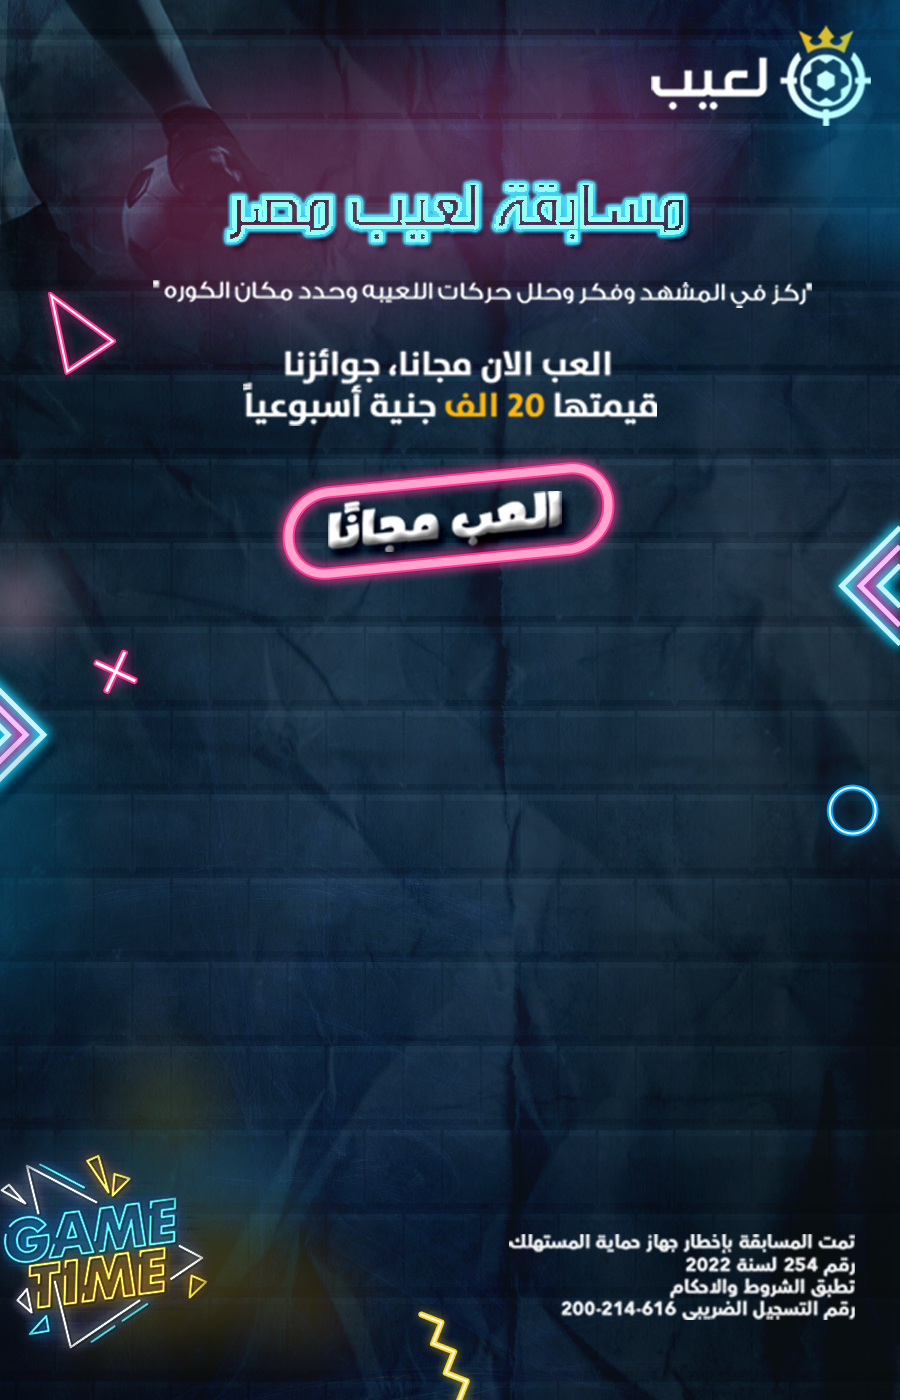 لعيب
مسابقة لعيب مصر
"ركز في المشهد وفكر وحلل حركات اللعيبه وحدد مكان الكوره "
العب الان مجانا، جوائزنا
قيمتها 20 الف جنية أسبوعياً
العب مجانًا
GAME
TIME
تمت المسابقة بإخطار جهاز حماية المستهلك
رقم 254 لسنة 2022
تطبق الشروط والاحكام
رقم التسجيل الضريبى 616-214-200